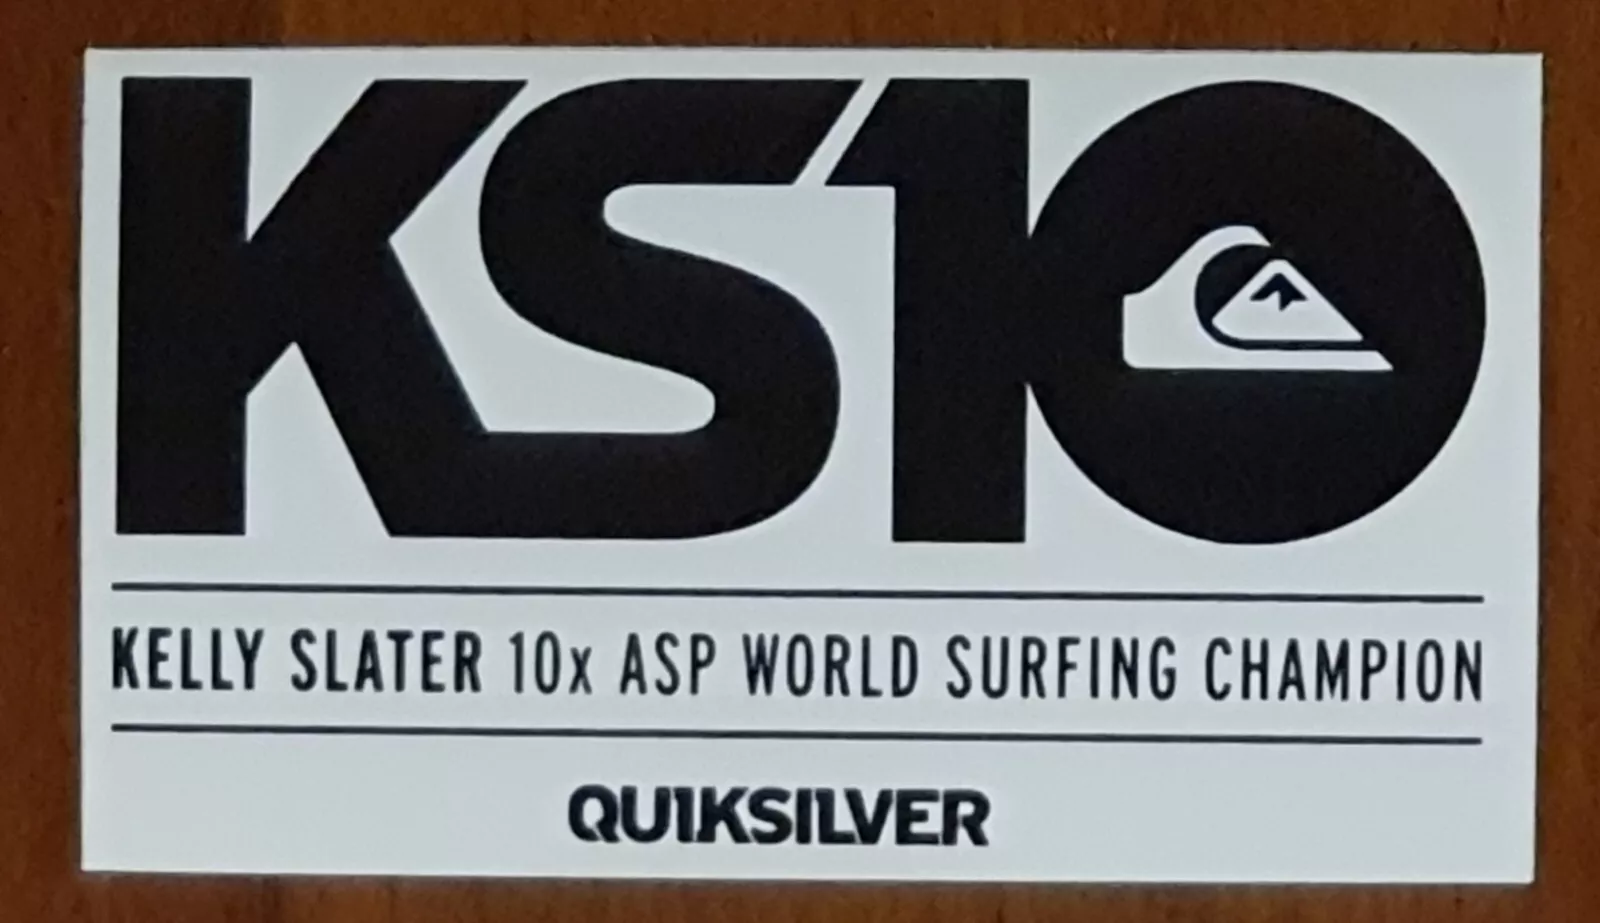 KS10
KELLY SLATER 10x ASP WORLD SURFING CHAMPION
QUIKSILVER